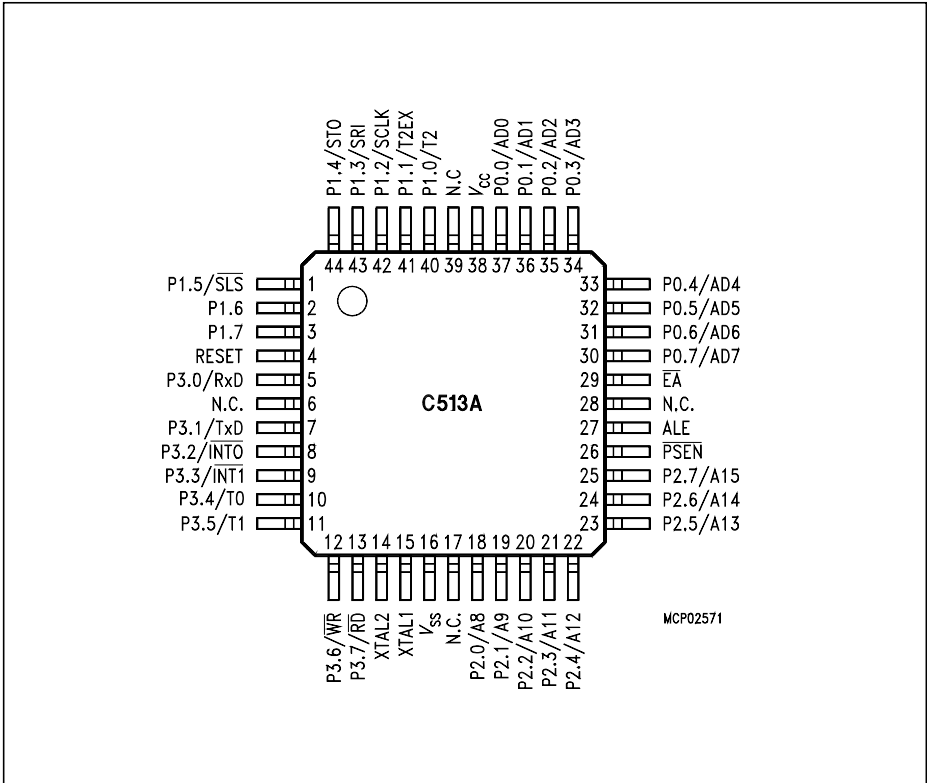 P1.4/STO
P1.3/SRI
P1.2/SCLK
P1.1/T2EX
P1.0/T2
N.C
VCC
P0.0/AD0
P0.1/AD1
P0.2/AD2
P0.3/AD3
44 43 42 41 40 39 38 37 36 35 34
P1.5/S̅L̅S̅ 1
P1.6 2
P1.7 3
RESET 4
P3.0/RxD 5
N.C. 6
P3.1/TxD 7
P3.2/I̅N̅T̅0̅ 8
P3.3/I̅N̅T̅1̅ 9
P3.4/T0 10
P3.5/T1 11
C513A
33 P0.4/AD4
32 P0.5/AD5
31 P0.6/AD6
30 P0.7/AD7
29 E̅A̅
28 N.C.
27 ALE
26 P̅S̅E̅N̅
25 P2.7/A15
24 P2.6/A14
23 P2.5/A13
12 13 14 15 16 17 18 19 20 21 22
P3.6/W̅R̅
P3.7/R̅D̅
XTAL2
XTAL1
VSS
N.C.
P2.0/A8
P2.1/A9
P2.2/A10
P2.3/A11
P2.4/A12
MCP02571